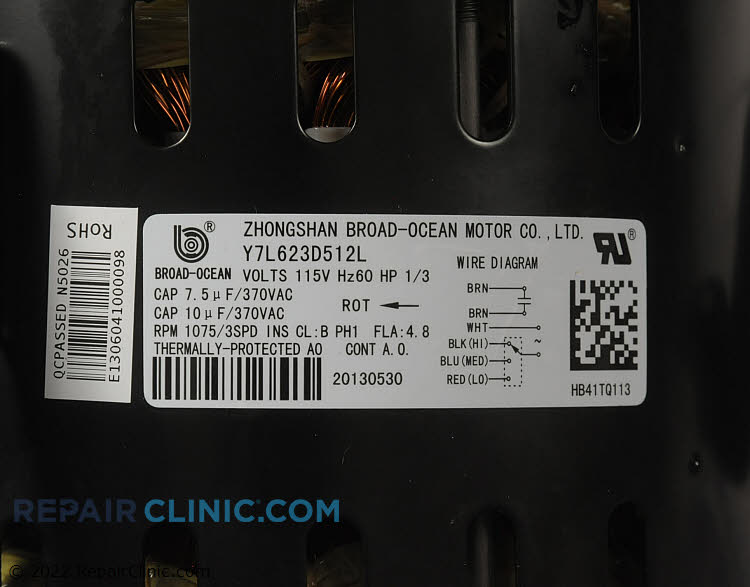 RoHS
QCPASSED N5026
E1306041000098
®
BROAD-OCEAN
ZHONGSHAN BROAD-OCEAN MOTOR CO., LTD.
Y7L623D512L
VOLTS 115V Hz60 HP 1/3
CAP 7.5μF/370VAC
CAP 10μF/370VAC
ROT
RPM 1075/3SPD INS CL:B PH1 FLA:4.8
THERMALLY-PROTECTED AO CONT A.O.
20130530
WIRE DIAGRAM
BRN
BRN
WHT
BLK(HI)
~
BLU(MED)
RED(LO)
®
HB41TQ113
REPAIR CLINIC.COM
© 2022 RepairClinic.com